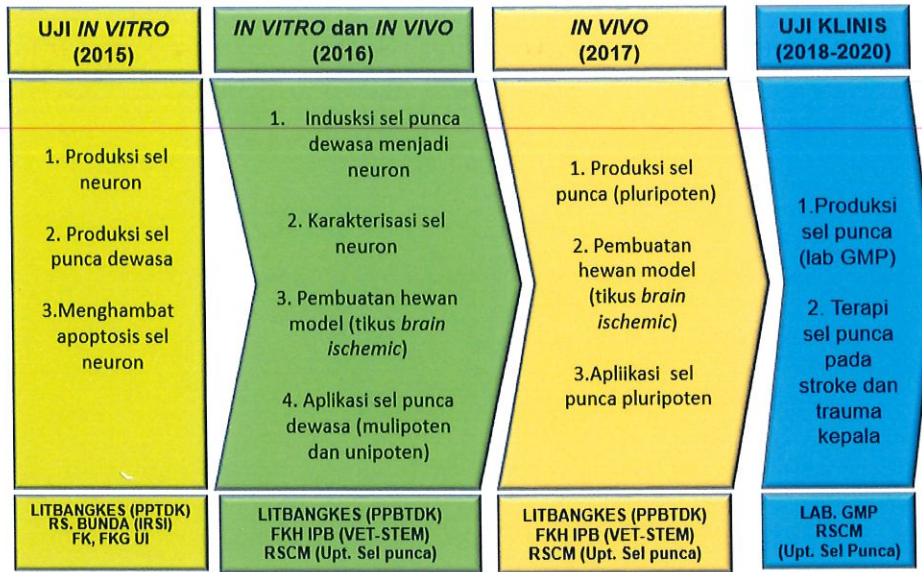 UJI IN VITRO
(2015)
1. Produksi sel
neuron
2. Produksi sel
punca dewasa
3.Menghambat
apoptosis sel
neuron
LITBANGKES (PPTDK)
RS. BUNDA (IRSI)
FK, FKG UI
IN VITRO dan IN VIVO
(2016)
1. Indusksi sel punca
dewasa menjadi
neuron
2. Karakterisasi sel
neuron
3. Pembuatan hewan
model (tikus brain
ischemic)
4. Aplikasi sel punca
dewasa (mulipoten
dan unipoten)
LITBANGKES (PPBTDK)
FKH IPB (VET-STEM)
RSCM (Upt. Sel punca)
IN VIVO
(2017)
1. Produksi sel
punca (pluripoten)
2. Pembuatan
hewan model
(tikus brain
ischemic)
3.Apliikasi sel
punca pluripoten
LITBANGKES (PPBTDK)
FKH IPB (VET-STEM)
RSCM (Upt. Sel punca)
UJI KLINIS
(2018-2020)
1.Produksi
sel punca
(lab GMP)
2. Terapi
sel punca
pada
stroke dan
trauma
kepala
LAB. GMP
RSCM
(Upt. Sel Punca)